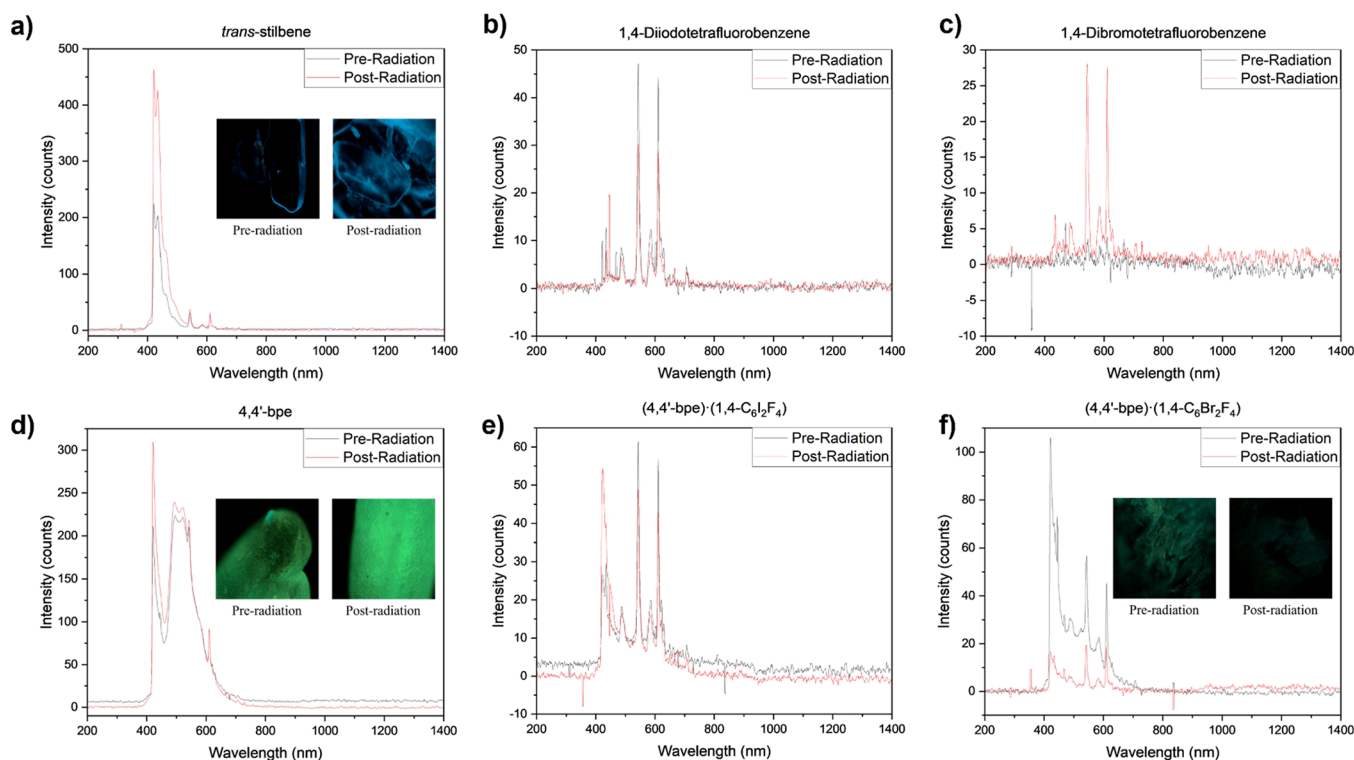 a)
trans-stilbene
500
400
300
200
100
0
Intensity (counts)
Pre-Radiation
Post-Radiation
Pre-radiation
Post-radiation
200 400 600 800 1000 1200 1400
Wavelength (nm)
b)
1,4-Diiodotetrafluorobenzene
50
40
30
20
10
0
-10
Intensity (counts)
Pre-Radiation
Post-Radiation
200 400 600 800 1000 1200 1400
Wavelength (nm)
c)
1,4-Dibromotetrafluorobenzene
30
25
20
15
10
5
0
-5
-10
Intensity (counts)
Pre-Radiation
Post-Radiation
200 400 600 800 1000 1200 1400
Wavelength (nm)
d)
4,4'-bpe
300
250
200
150
100
50
0
Intensity (counts)
Pre-Radiation
Post-Radiation
Pre-radiation
Post-radiation
200 400 600 800 1000 1200 1400
Wavelength (nm)
e)
(4,4'-bpe)·(1,4-C₆I₂F₄)
60
50
40
30
20
10
0
-10
Intensity (counts)
Pre-Radiation
Post-Radiation
200 400 600 800 1000 1200 1400
Wavelength (nm)
f)
(4,4'-bpe)·(1,4-C₆Br₂F₄)
100
80
60
40
20
0
Intensity (counts)
Pre-Radiation
Post-Radiation
Pre-radiation
Post-radiation
200 400 600 800 1000 1200 1400
Wavelength (nm)